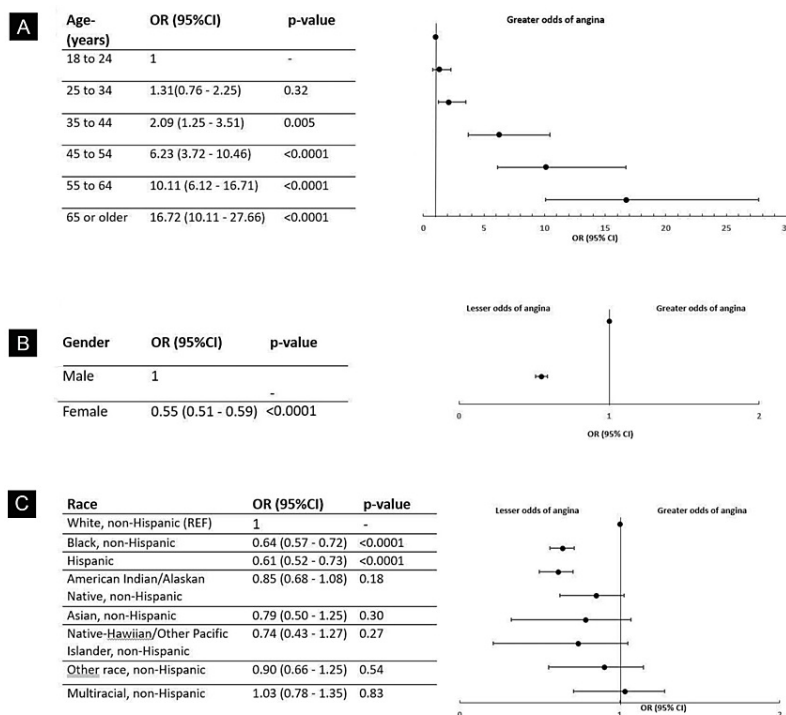 A
Age-
(years) OR (95%CI) p-value
18 to 24 1 -
25 to 34 1.31(0.76 - 2.25) 0.32
35 to 44 2.09 (1.25 - 3.51) 0.005
45 to 54 6.23 (3.72 - 10.46) <0.0001
55 to 64 10.11 (6.12 - 16.71) <0.0001
65 or older 16.72 (10.11 - 27.66) <0.0001
Greater odds of angina
0 5 10 15 20 25 3
OR (95% CI)
B
Gender OR (95%CI) p-value
Male 1
-
Female 0.55 (0.51 - 0.59) <0.0001
Lesser odds of angina Greater odds of angina
0 1 2
OR (95% CI)
C
Race OR (95%CI) p-value
White, non-Hispanic (REF) 1 -
Black, non-Hispanic 0.64 (0.57 - 0.72) <0.0001
Hispanic 0.61 (0.52 - 0.73) <0.0001
American Indian/Alaskan 0.85 (0.68 - 1.08) 0.18
Native, non-Hispanic
Asian, non-Hispanic 0.79 (0.50 - 1.25) 0.30
Native-Hawiian/Other Pacific 0.74 (0.43 - 1.27) 0.27
Islander, non-Hispanic
Other race, non-Hispanic 0.90 (0.66 - 1.25) 0.54
Multiracial, non-Hispanic 1.03 (0.78 - 1.35) 0.83
Lesser odds of angina Greater odds of angina
0 1 2
OR (95% CI)